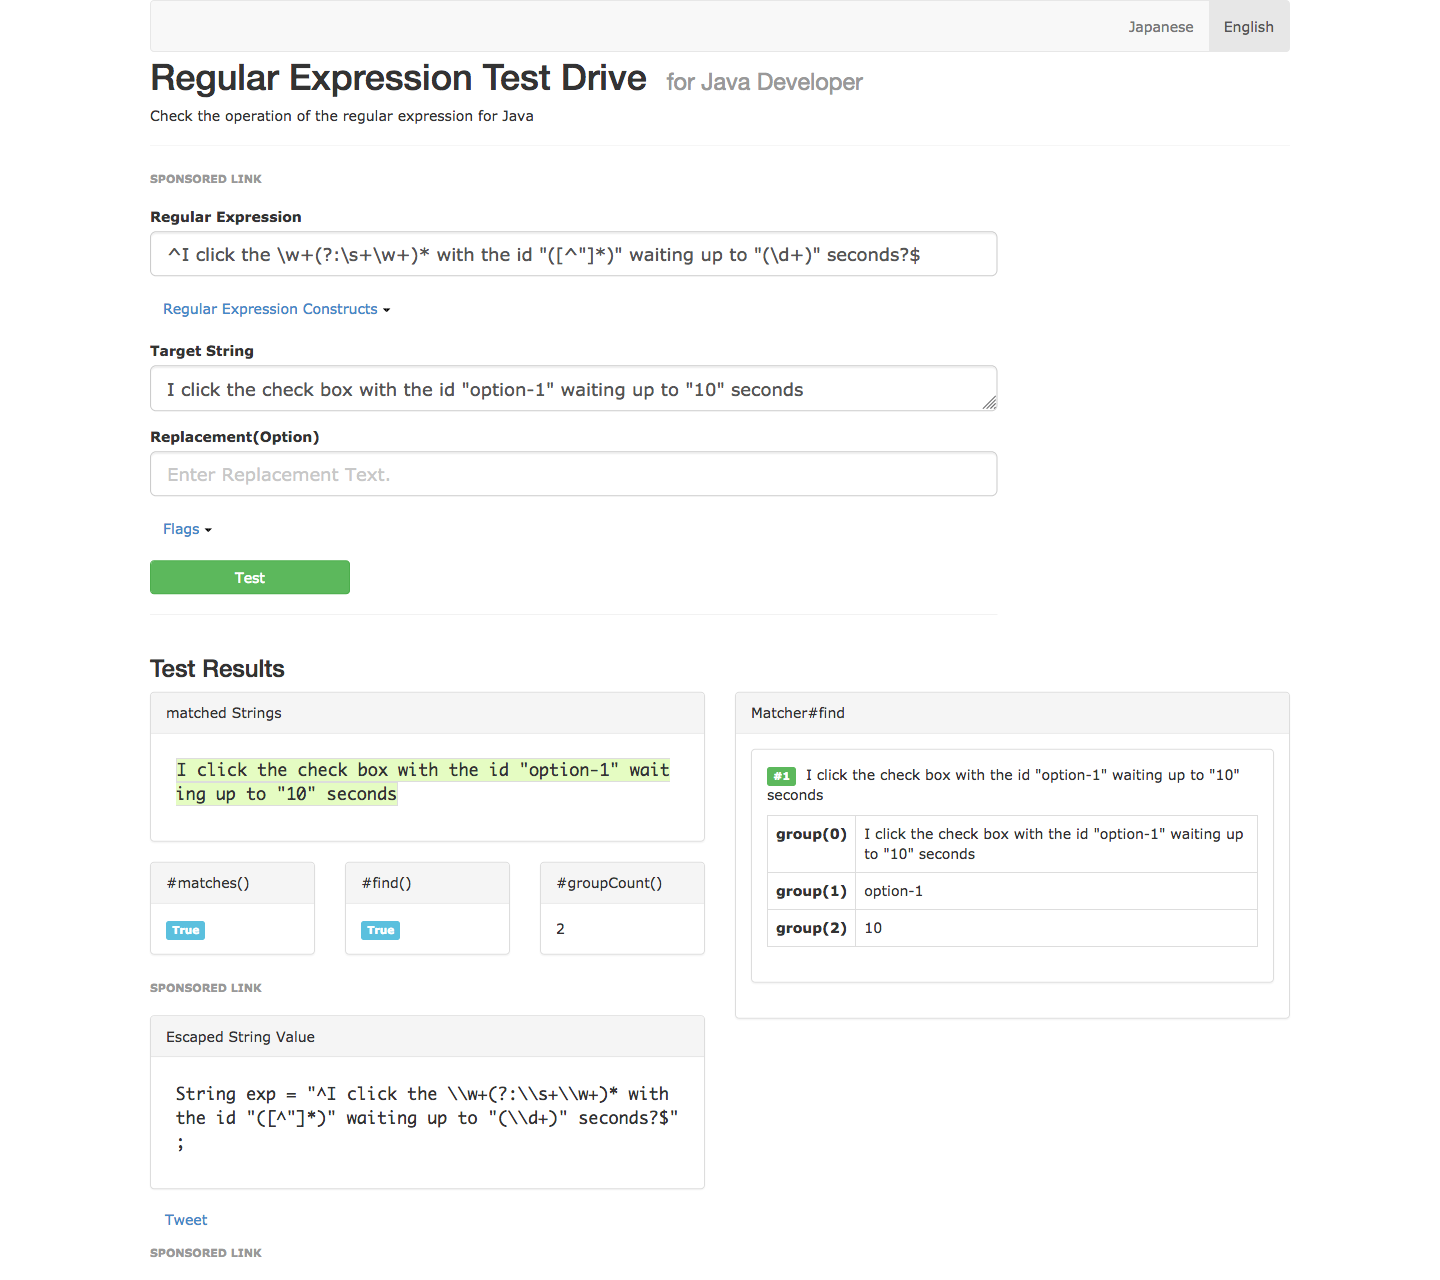 Japanese English
Regular Expression Test Drive for Java Developer
Check the operation of the regular expression for Java
SPONSORED LINK
Regular Expression
^I click the \w+(?:\s+\w+)* with the id "([^"]*)" waiting up to "(\d+)" seconds?$
Regular Expression Constructs
Target String
I click the check box with the id "option-1" waiting up to "10" seconds
Replacement(Option)
Enter Replacement Text.
Flags
Test
Test Results
matched Strings
I click the check box with the id "option-1" wait
ing up to "10" seconds
#matches()
True
#find()
True
#groupCount()
2
SPONSORED LINK
Escaped String Value
String exp = "^I click the \\w+(?:\\s+\\w+)* with
the id "([^"]*)" waiting up to "(\\d+)" seconds?$"
;
Tweet
SPONSORED LINK
Matcher#find
#1 I click the check box with the id "option-1" waiting up to "10"
seconds
group(0) I click the check box with the id "option-1" waiting up
to "10" seconds
group(1) option-1
group(2) 10